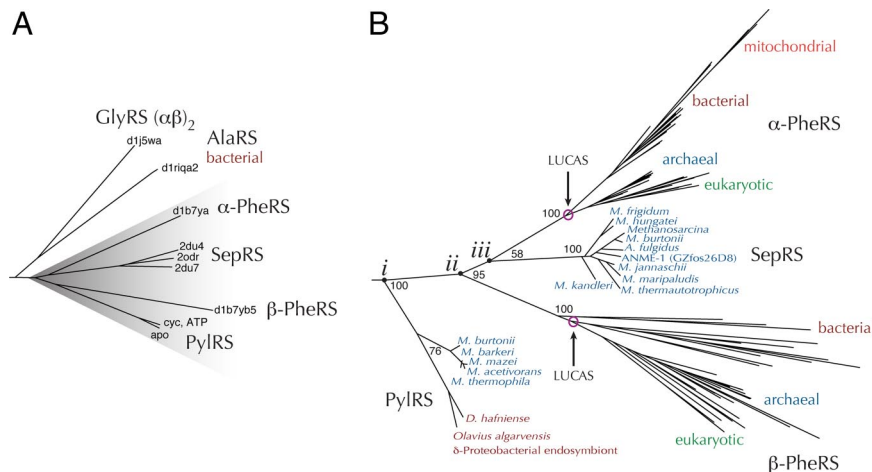 A
GlyRS (αβ)2
d1j5wa
AlaRS
bacterial
d1riqa2
α-PheRS
d1b7ya
2du4
2odr
2du7
SepRS
β-PheRS
d1b7yb5
cyc, ATP
apo
PylRS
B
mitochondrial
bacterial
α-PheRS
LUCAS
archaeal
eukaryotic
100
M. frigidum
M. hungatei
Methanosarcina
M. burtonii
A. fulgidus
ANME-1 (GZfos26D8)
M. jannaschii
M. maripaludis
M. thermautotrophicus
M. kandleri
SepRS
100
iii
58
ii
95
i
100
100
LUCAS
bacteria
archaeal
eukaryotic
β-PheRS
M. burtonii
M. barkeri
M. mazei
M. acetivorans
M. thermophila
76
PylRS
D. hafniense
Olavius algarvensis
δ-Proteobacterial endosymbiont